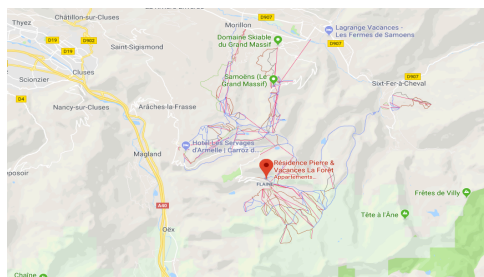 Thyez
Châtillon-sur-Cluses
D907
Morillon
Lagrange Vacances -
Les Fermes de Samoens
D907
Domaine Skiable
du Grand Massif
D19
D902
Saint-Sigismond
D19
Cluses
Scionzier
Samoëns (Le
Grand Massif)
D907
Sixt-Fer-à-Cheval
D4
Nancy-sur-Cluses
Arâches-la-Frasse
Hotel Les Servages
d'Armelle | Carroz d...
Magland
Résidence Pierre &
Vacances La Forêt
Appartements...
FLAINE
Frêtes de Villy
A40
Tête à l'Âne
Oëx
Chaîne